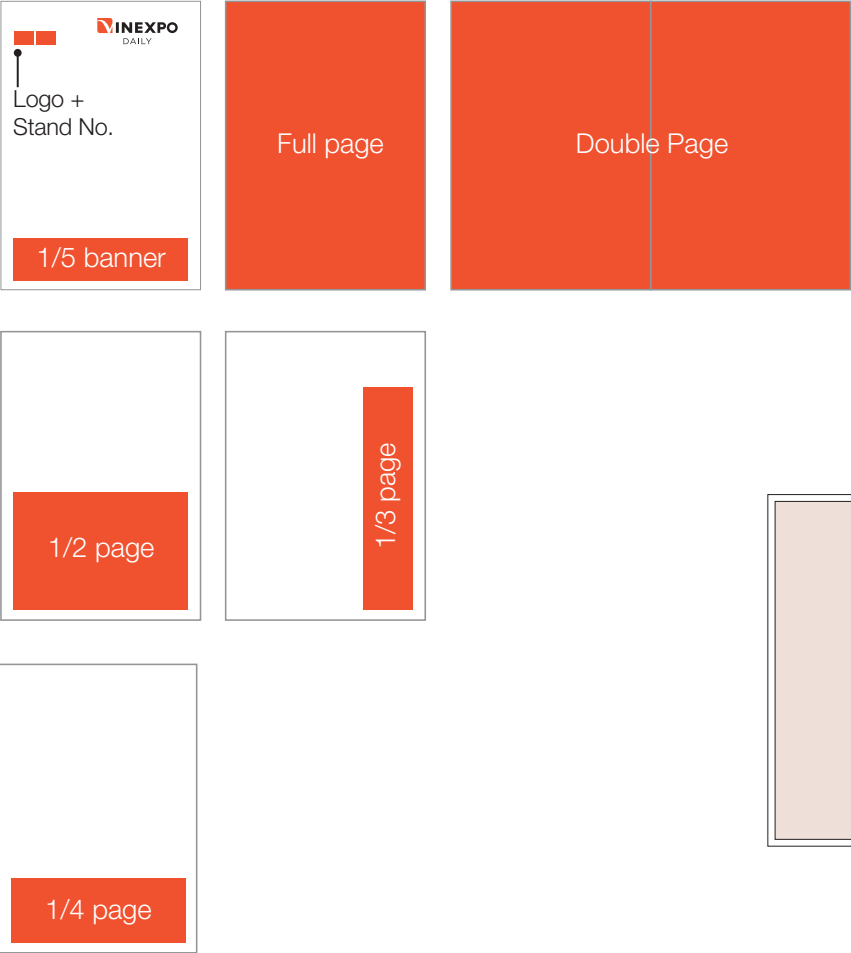 VINEXPO
DAILY
Logo +
Stand No.
1/5 banner
Full page
Double Page
1/2 page
1/3 page
1/4 page